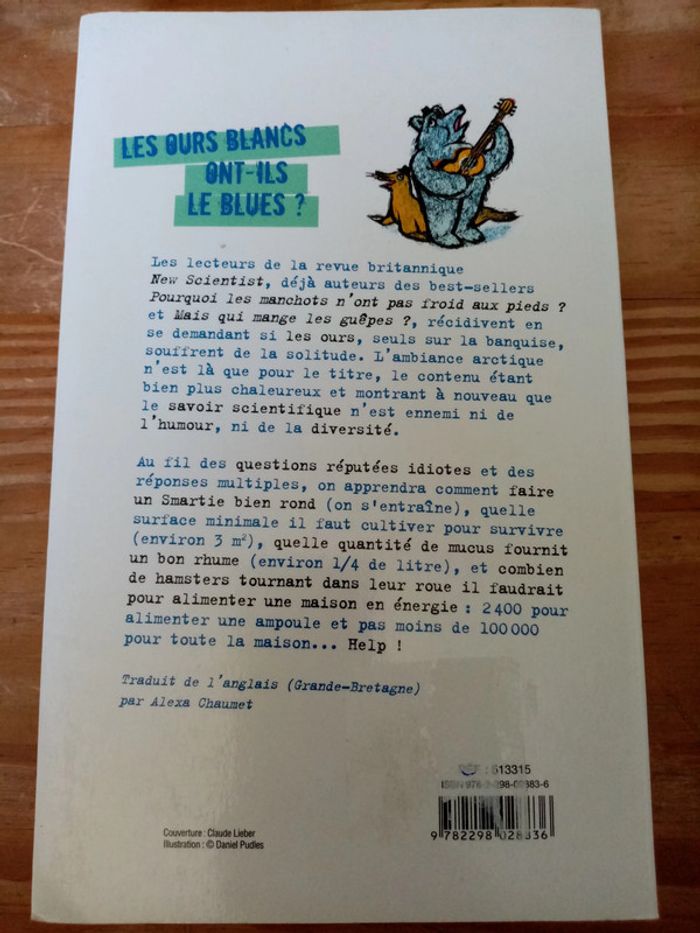 LES OURS BLANCS
ONT-ILS
LE BLUES ?
Les lecteurs de la revue britannique
New Scientist, déjà auteurs des best-sellers
Pourquoi les manchots n'ont pas froid aux pieds ?
et Mais qui mange les guêpes ?, récidivent en
se demandant si les ours, seuls sur la banquise,
souffrent de la solitude. L'ambiance arctique
n'est là que pour le titre, le contenu étant
bien plus chaleureux et montrant à nouveau que
le savoir scientifique n'est ennemi ni de
l'humour, ni de la diversité.
Au fil des questions réputées idiotes et des
réponses multiples, on apprendra comment faire
un Smartie bien rond (on s'entraîne), quelle
surface minimale il faut cultiver pour survivre
(environ 3 m²), quelle quantité de mucus fournit
un bon rhume (environ 1/4 de litre), et combien
de hamsters tournant dans leur roue il faudrait
pour alimenter une maison en énergie : 2 400 pour
alimenter une ampoule et pas moins de 100 000
pour toute la maison... Help !
Traduit de l'anglais (Grande-Bretagne)
par Alexa Chaumet
: 513315
ISBN
Couverture : Claude Lieber
Illustration : © Daniel Pudles
9 782298 028836